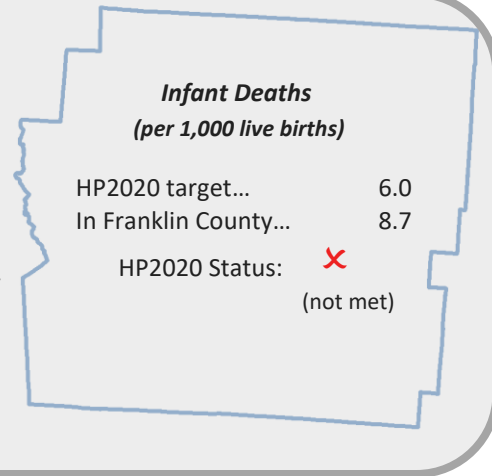 Infant Deaths
(per 1,000 live births)
HP2020 target... 6.0
In Franklin County... 8.7
HP2020 Status: ✗
(not met)